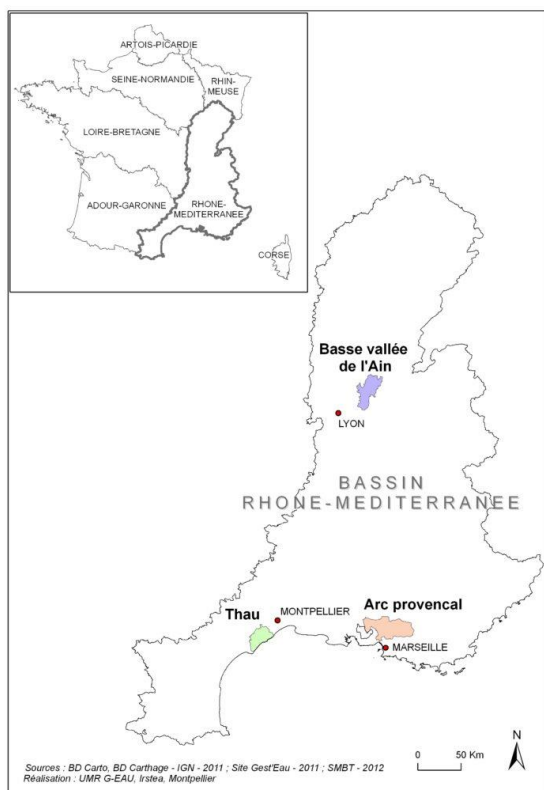 ARTOIS-PICARDIE
SEINE-NORMANDIE
RHIN-
MEUSE
LOIRE-BRETAGNE
ADOUR-GARONNE
RHONE-
MEDITERRANEE
CORSE
Basse vallée
de l'Ain
LYON
BASSIN
RHONE-MEDITERRANEE
Thau
MONTPELLIER
Arc provencal
MARSEILLE
N
Sources : BD Carto, BD Carthage - IGN - 2011 ; Site Gest'Eau - 2011 ; SMBT - 2012
Réalisation : UMR G-EAU, Irstea, Montpellier
0 50 Km